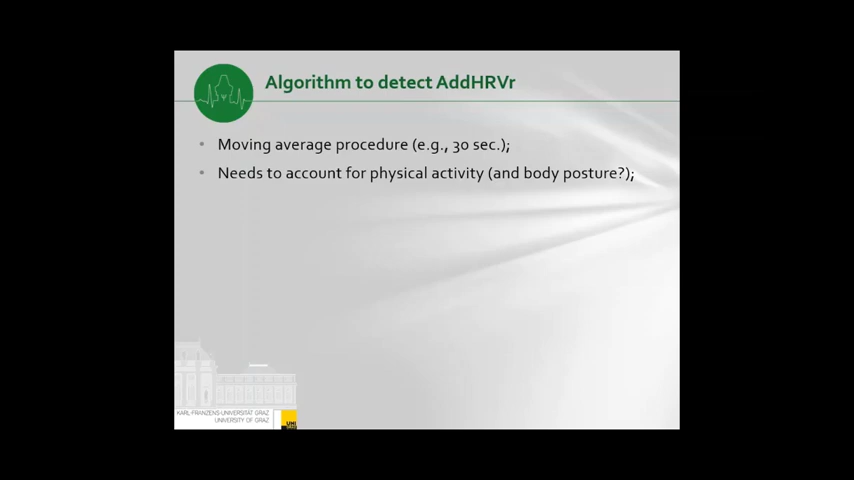 Algorithm to detect AddHRVr
• Moving average procedure (e.g., 30 sec.);
• Needs to account for physical activity (and body posture?);
KARL-FRANZENS-UNIVERSITÄT GRAZ
UNIVERSITY OF GRAZ
UNI